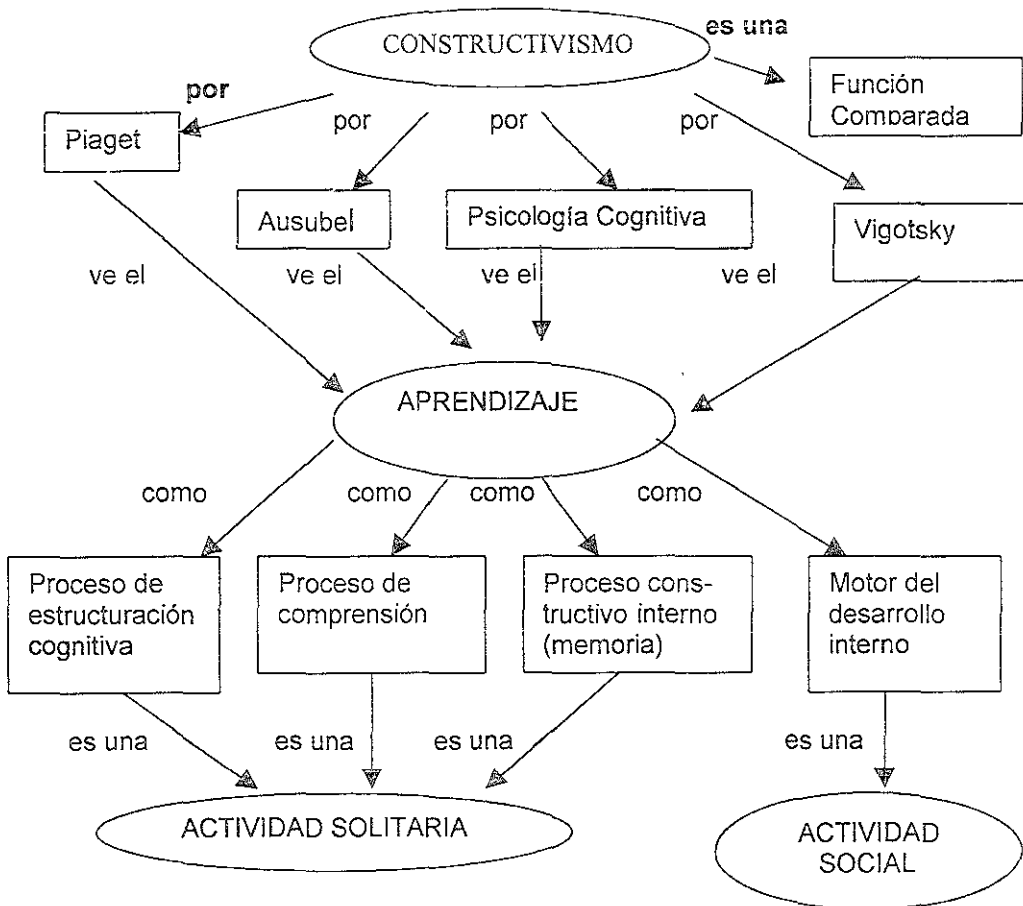 CONSTRUCTIVISMO
es una
Función
Comparada
por
por
por
por
Piaget
Ausubel
Psicología Cognitiva
Vigotsky
ve el
ve el
ve el
ve el
APRENDIZAJE
como
como
como
como
Proceso de
estructuración
cognitiva
Proceso de
comprensión
Proceso cons-
tructivo interno
(memoria)
Motor del
desarrollo
interno
es una
es una
es una
es una
ACTIVIDAD SOLITARIA
ACTIVIDAD
SOCIAL